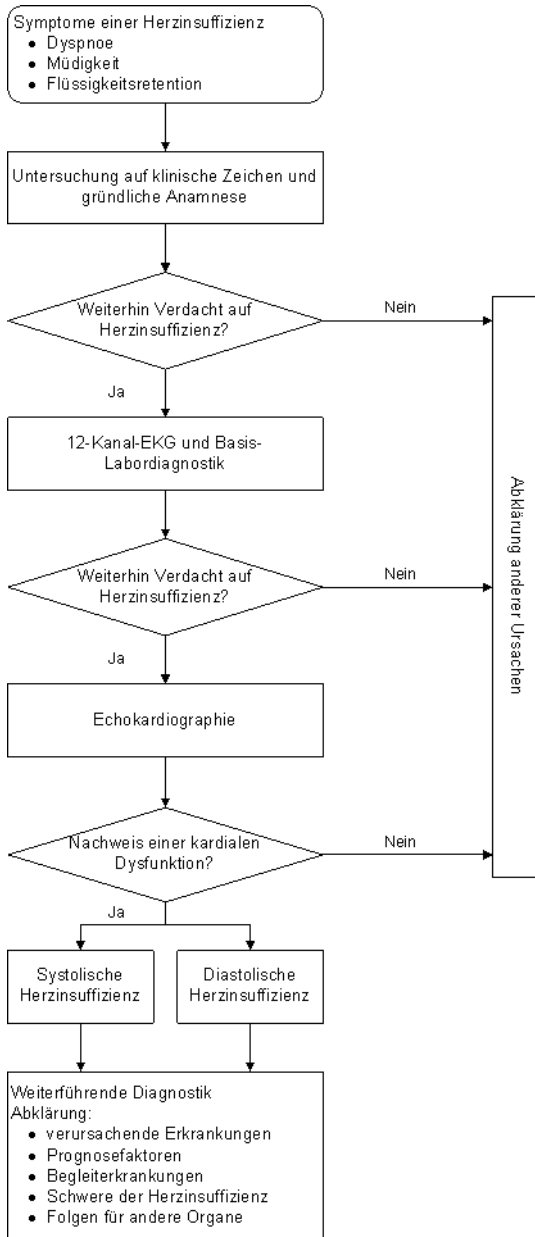 Symptome einer Herzinsuffizienz
● Dyspnoe
● Müdigkeit
● Flüssigkeitsretention
Untersuchung auf klinische Zeichen und
gründliche Anamnese
Weiterhin Verdacht auf
Herzinsuffizienz?
Nein
Ja
12-Kanal-EKG und Basis-
Labordiagnostik
Weiterhin Verdacht auf
Herzinsuffizienz?
Nein
Ja
Echokardiographie
Nachweis einer kardialen
Dysfunktion?
Nein
Ja
Abklärung anderer Ursachen
Systolische
Herzinsuffizienz
Diastolische
Herzinsuffizienz
Weiterführende Diagnostik
Abklärung:
● verursachende Erkrankungen
● Prognosefaktoren
● Begleiterkrankungen
● Schwere der Herzinsuffizienz
● Folgen für andere Organe